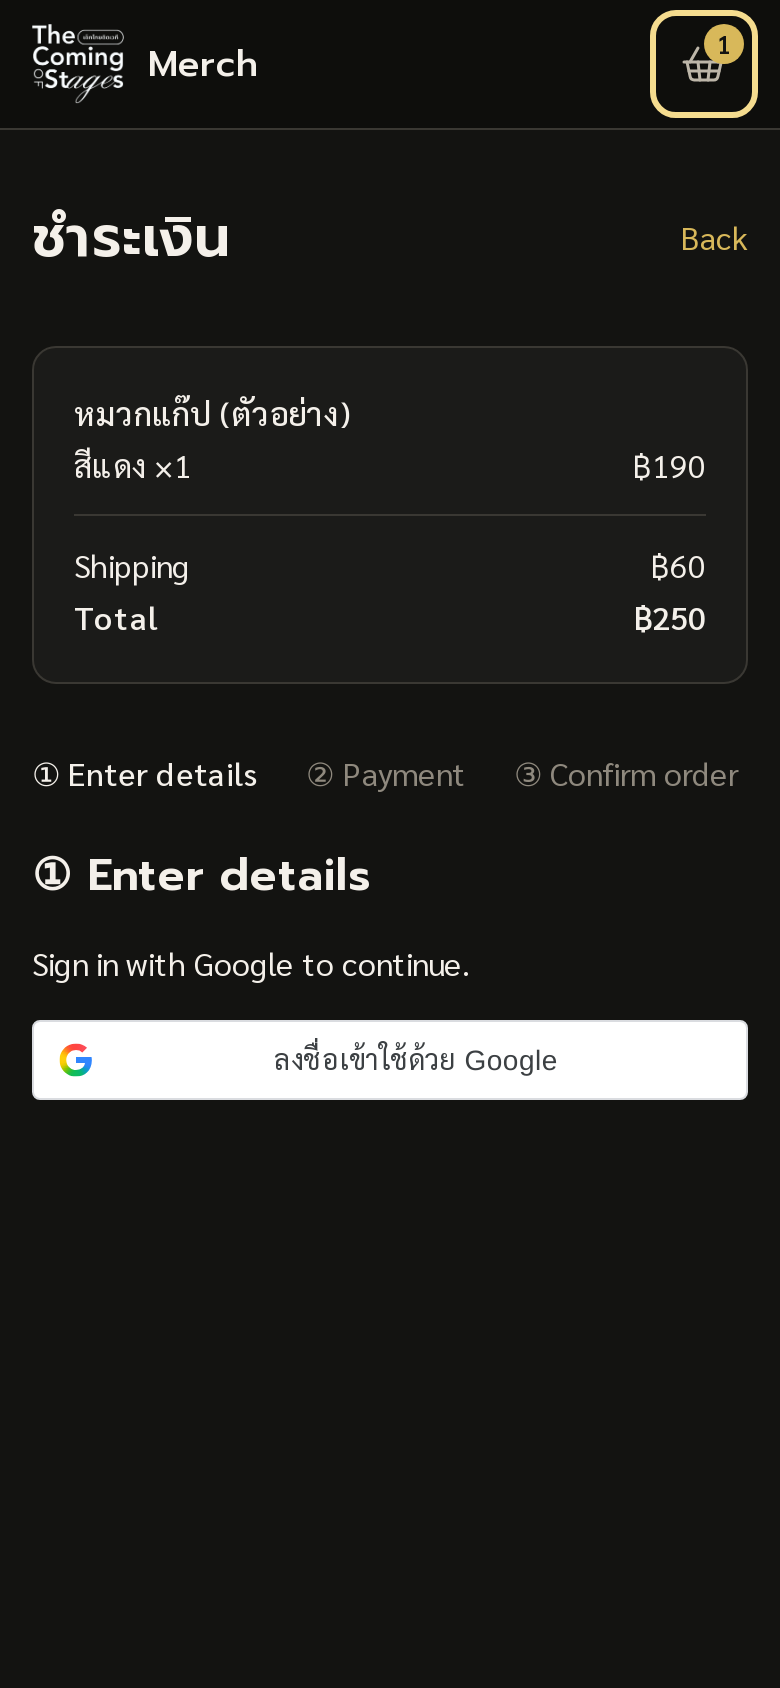 The
Coming
OF Stages
Merch
1
ชำระเงิน
Back
หมวกแก๊ป (ตัวอย่าง)
สีแดง ×1 ฿190
Shipping ฿60
Total ฿250
① Enter details ② Payment ③ Confirm order
① Enter details
Sign in with Google to continue.
ลงชื่อเข้าใช้ด้วย Google